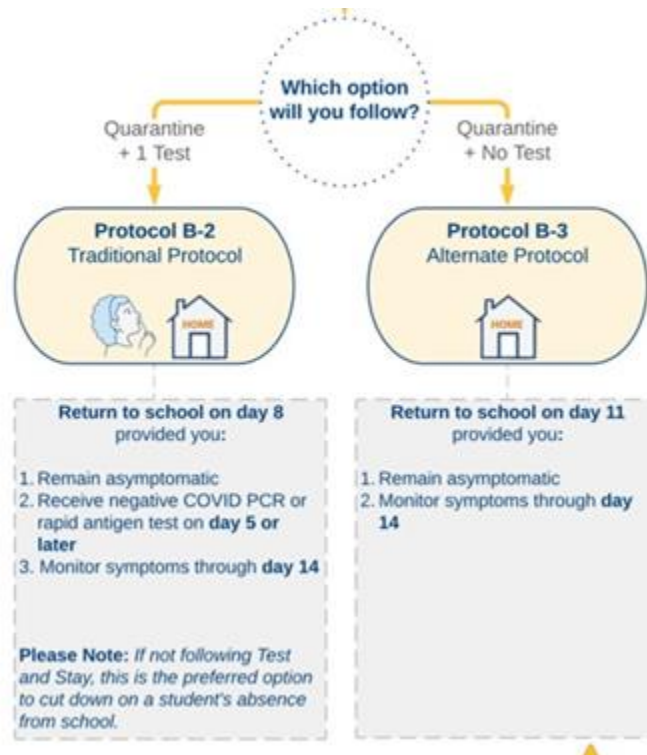 Which option
will you follow?
Quarantine
+ 1 Test
Quarantine
+ No Test
Protocol B-2
Traditional Protocol
HOME
Protocol B-3
Alternate Protocol
HOME
Return to school on day 8
provided you:
1. Remain asymptomatic
2. Receive negative COVID PCR or
rapid antigen test on day 5 or
later
3. Monitor symptoms through day 14
Please Note: If not following Test
and Stay, this is the preferred option
to cut down on a student's absence
from school.
Return to school on day 11
provided you:
1. Remain asymptomatic
2. Monitor symptoms through day
14